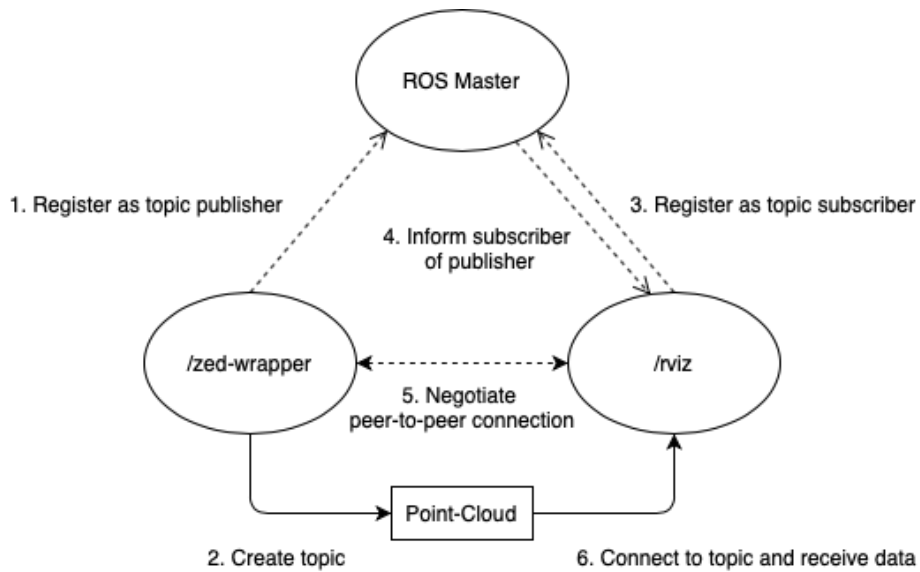 ROS Master
1. Register as topic publisher
3. Register as topic subscriber
4. Inform subscriber
of publisher
/zed-wrapper
/rviz
5. Negotiate
peer-to-peer connection
Point-Cloud
2. Create topic
6. Connect to topic and receive data